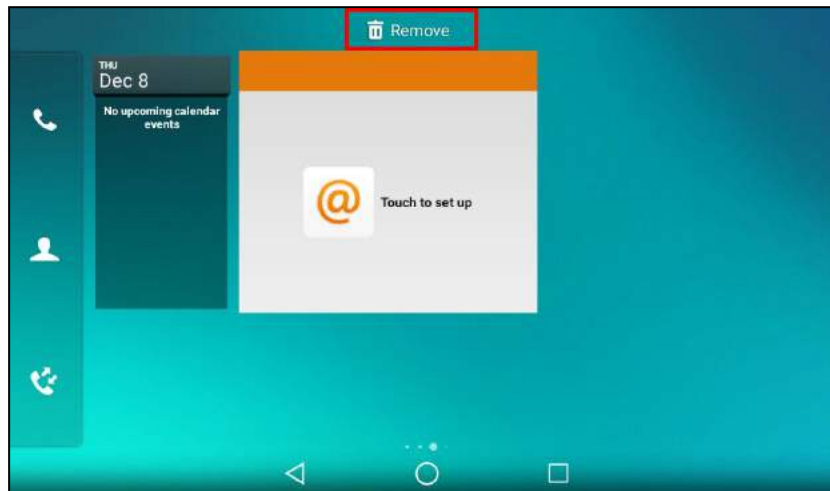 Remove
THU
Dec 8
No upcoming calendar
events
@
Touch to set up